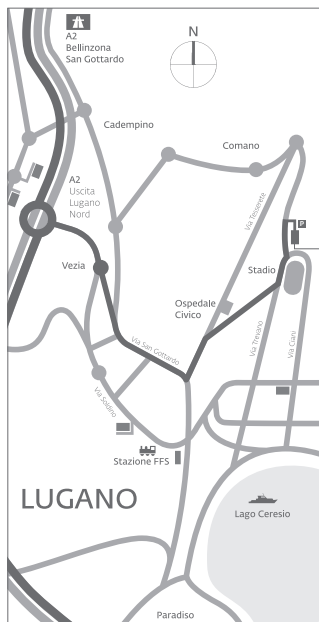 A2
Bellinzona
San Gottardo
N
Cadempino
Comano
A2
Uscita
Lugano
Nord
Via Tesserete
P
Vezia
Stadio
Ospedale
Civico
Via San Gottardo
Via Trevano
Via Ciani
Via Soldino
Stazione FFS
LUGANO
Lago Ceresio
Paradiso